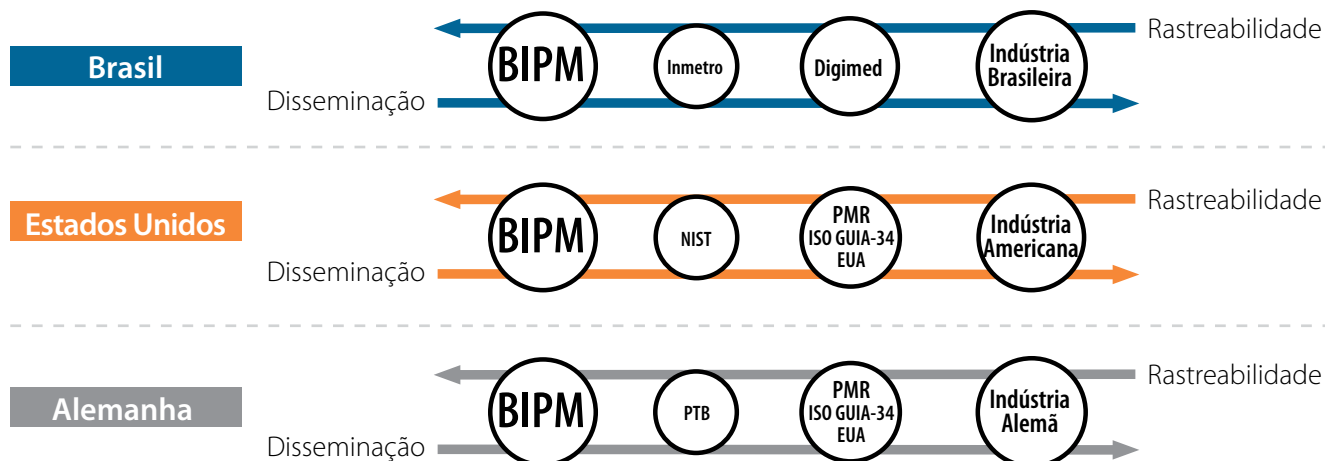 Rastreabilidade
Brasil
BIPM
Inmetro
Digimed
Indústria
Brasileira
Disseminação
Rastreabilidade
Estados Unidos
BIPM
NIST
PMR
ISO GUIA-34
EUA
Indústria
Americana
Disseminação
Rastreabilidade
Alemanha
BIPM
PTB
PMR
ISO GUIA-34
EUA
Indústria
Alemã
Disseminação